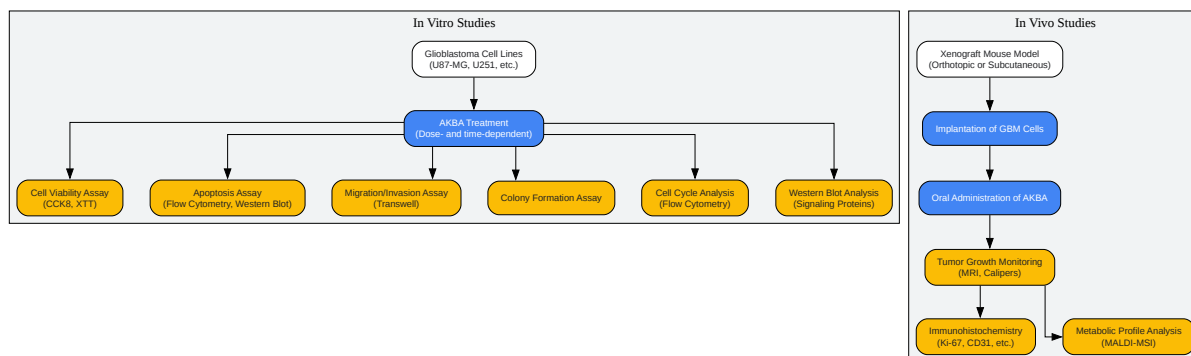 In Vitro Studies
Glioblastoma Cell Lines
(U87-MG, U251, etc.)
AKBA Treatment
(Dose- and time-dependent)
Cell Viability Assay
(CCK8, XTT)
Apoptosis Assay
(Flow Cytometry, Western Blot)
Migration/Invasion Assay
(Transwell)
Colony Formation Assay
Cell Cycle Analysis
(Flow Cytometry)
Western Blot Analysis
(Signaling Proteins)
In Vivo Studies
Xenograft Mouse Model
(Orthotopic or Subcutaneous)
Implantation of GBM Cells
Oral Administration of AKBA
Tumor Growth Monitoring
(MRI, Calipers)
Immunohistochemistry
(Ki-67, CD31, etc.)
Metabolic Profile Analysis
(MALDI-MSI)